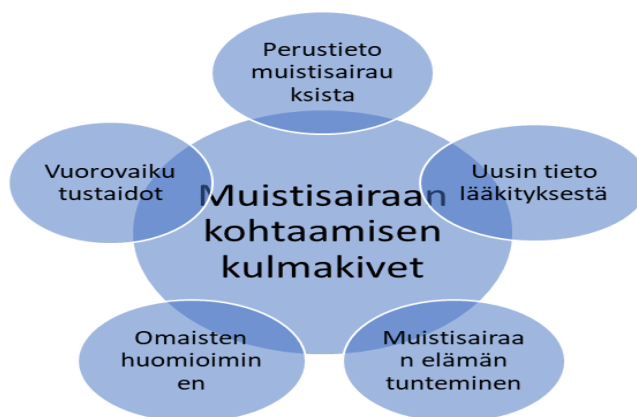 Perustieto
muistisairau
ksista
Vuorovaiku
tustaidot
Uusin tieto
lääkityksestä
Muistisairaan
kohtaamisen
kulmakivet
Omaisten
huomioimin
en
Muistisairaa
n elämän
tunteminen